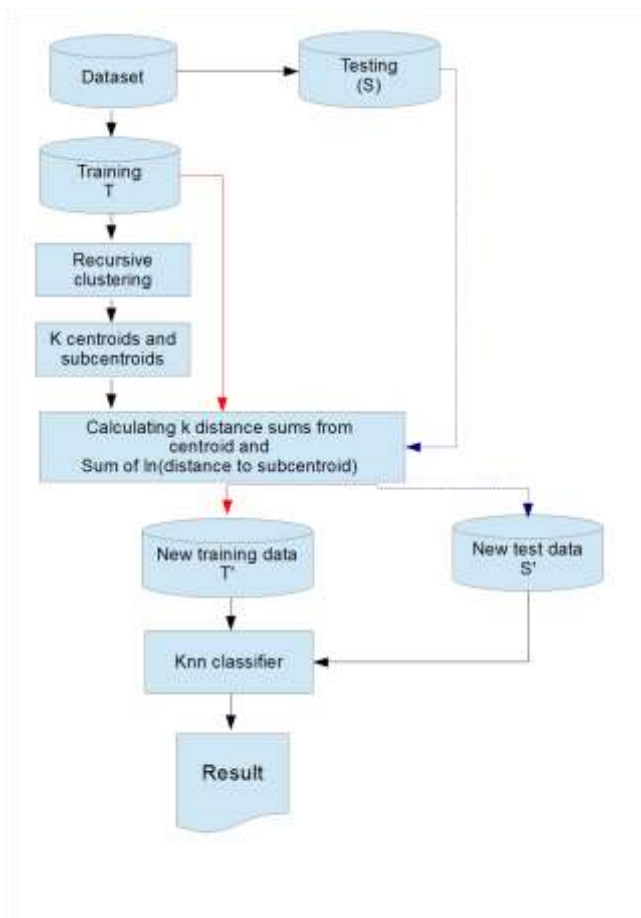 Dataset
Testing
(S)
Training
T
Recursive
clustering
K centroids and
subcentroids
Calculating k distance sums from
centroid and
Sum of ln(distance to subcentroid)
New training data
T'
New test data
S'
Knn classifier
Result